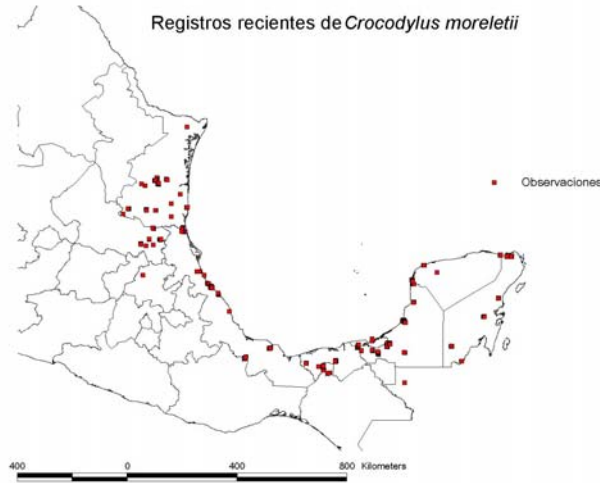 Registros recientes de Crocodylus moreletii
Observaciones
400 0 400 800 Kilometers